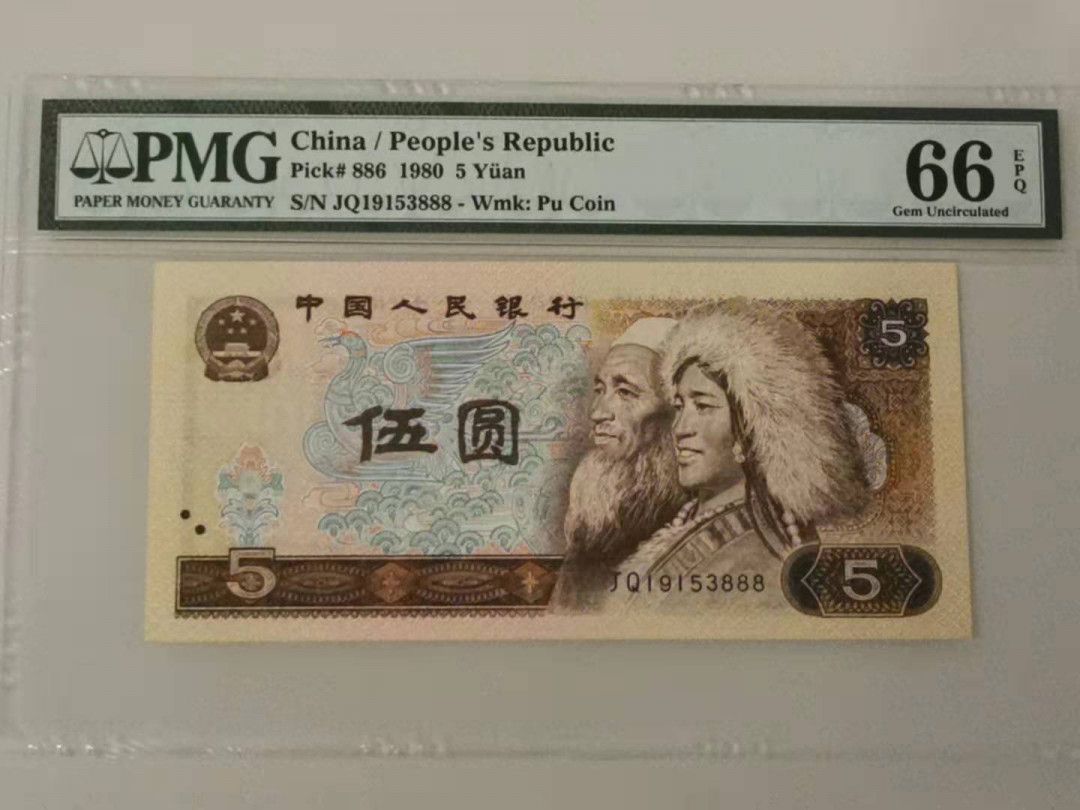 PMG
PAPER MONEY GUARANTY
China / People's Republic
Pick# 886 1980 5 Yüan
S/N JQ19153888 - Wmk: Pu Coin
66
EPQ
Gem Uncirculated
中国人民银行
5
伍圆
5
JQ19153888
5